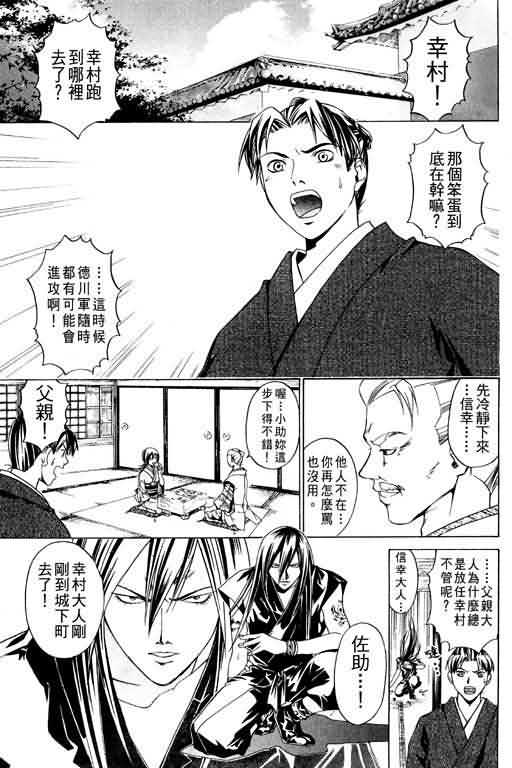 幸村！
幸村跑
到哪裡
去了？
那個笨蛋到
底在幹嘛？
……這時候
德川軍隨時
都有可能會
進攻啊！
先冷靜下來
…信幸…
他人不在…
你再怎麼罵
也沒用。
喔…小助妳這
步下得不錯！
父親！
……父親大
人為什麼總
是放任幸村
不管呢？
信幸大人…
佐助
…！
幸村大人剛
剛到城下町
去了！